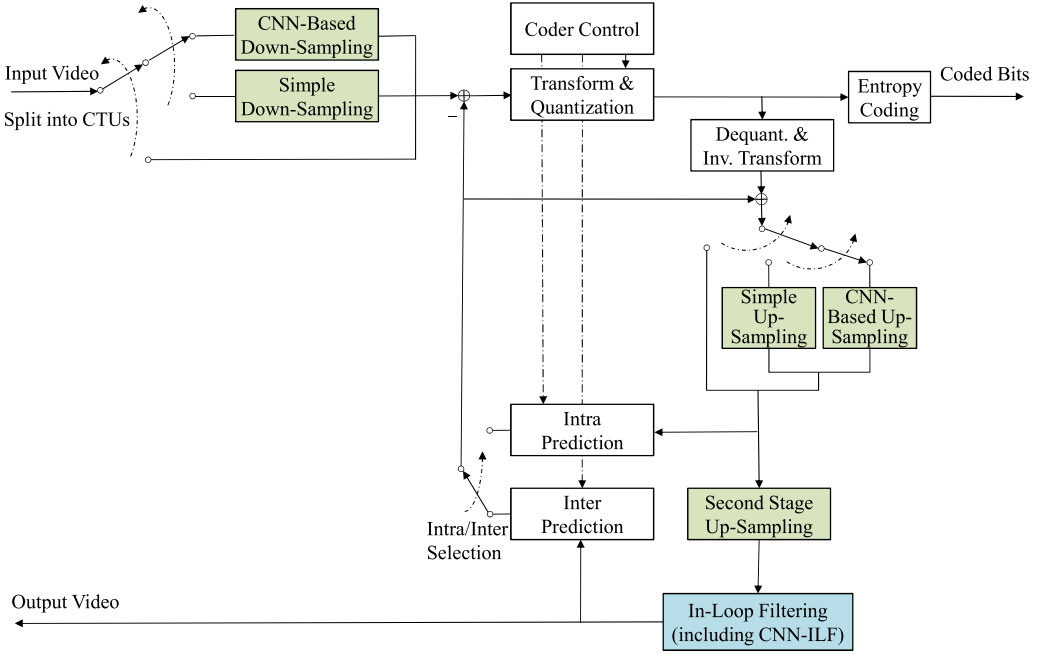 CNN-Based
Down-Sampling
Coder Control
Input Video
Simple
Down-Sampling
Transform &
Quantization
Entropy
Coding
Coded Bits
Split into CTUs
−
Dequant. &
Inv. Transform
Simple
Up-
Sampling
CNN-
Based Up-
Sampling
Intra
Prediction
Inter
Prediction
Second Stage
Up-Sampling
Intra/Inter
Selection
Output Video
In-Loop Filtering
(including CNN-ILF)